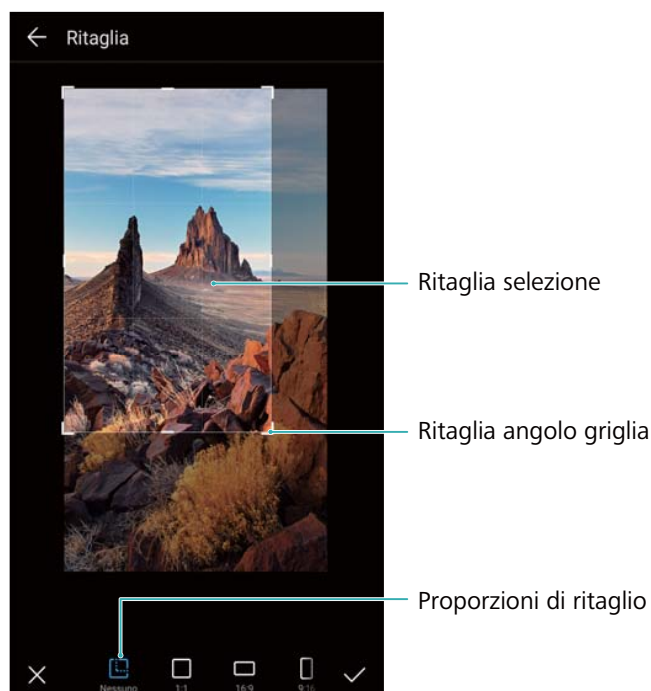 Ritaglia
Ritaglia selezione
Ritaglia angolo griglia
Proporzioni di ritaglio
Nessuno
1:1
16:9
9:16